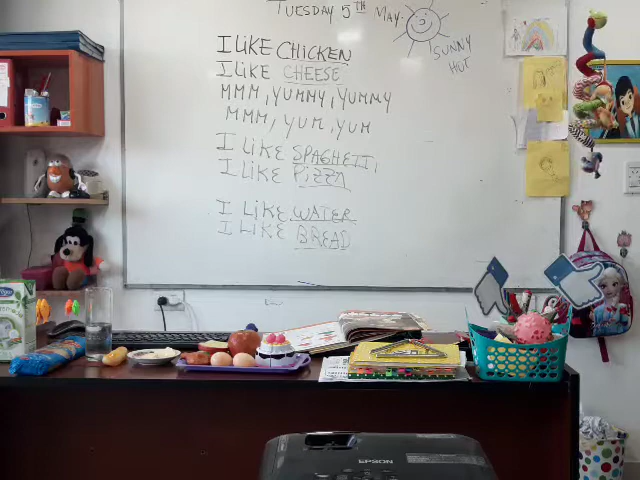 TUESDAY 5TH MAY.
SUNNY
HOT
I LIKE CHICKEN
I LIKE CHEESE
MMM, YUMMY, YUMMY
MMM, YUM, YUM
I LIKE SPAGHETTI,
I LIKE PIZZA
I LIKE WATER
I LIKE BREAD
EPSON